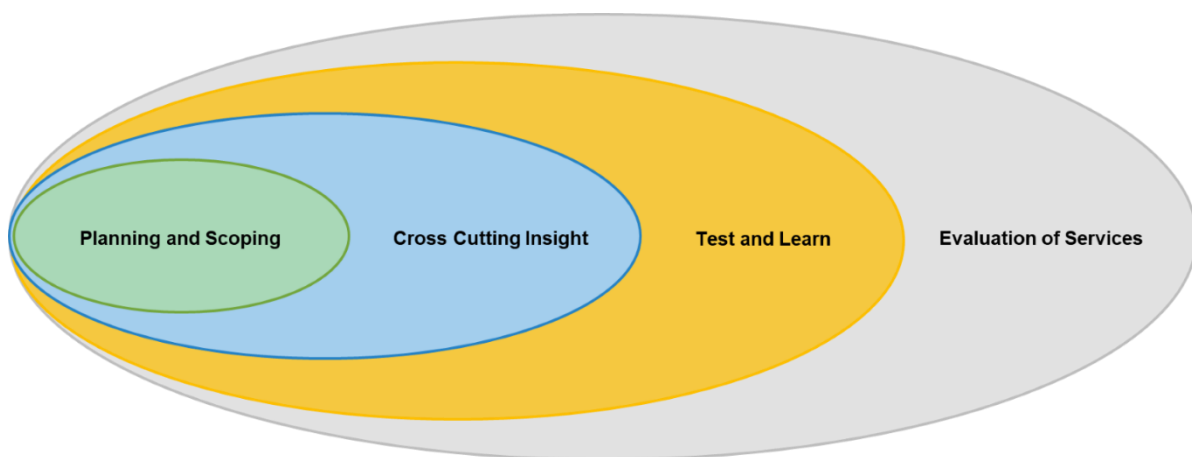 Planning and Scoping
Cross Cutting Insight
Test and Learn
Evaluation of Services